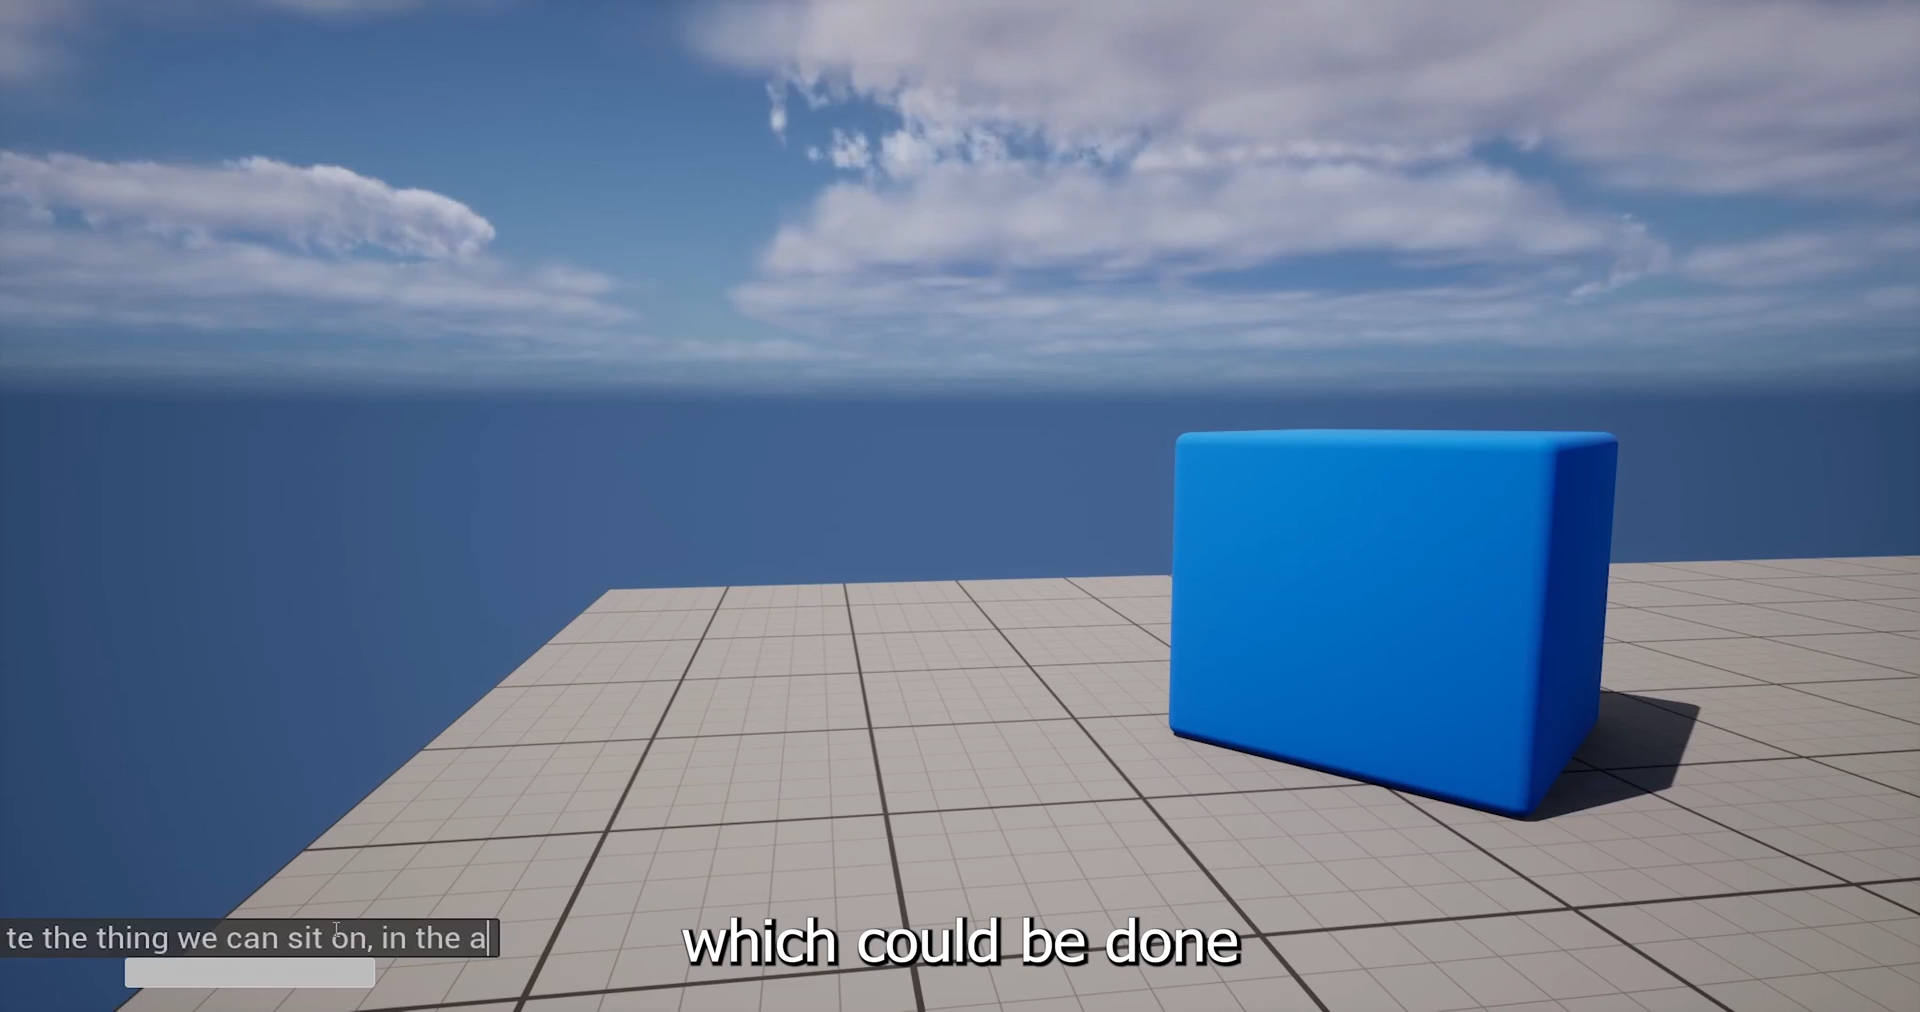 te the thing we can sit on, in the a
which could be done